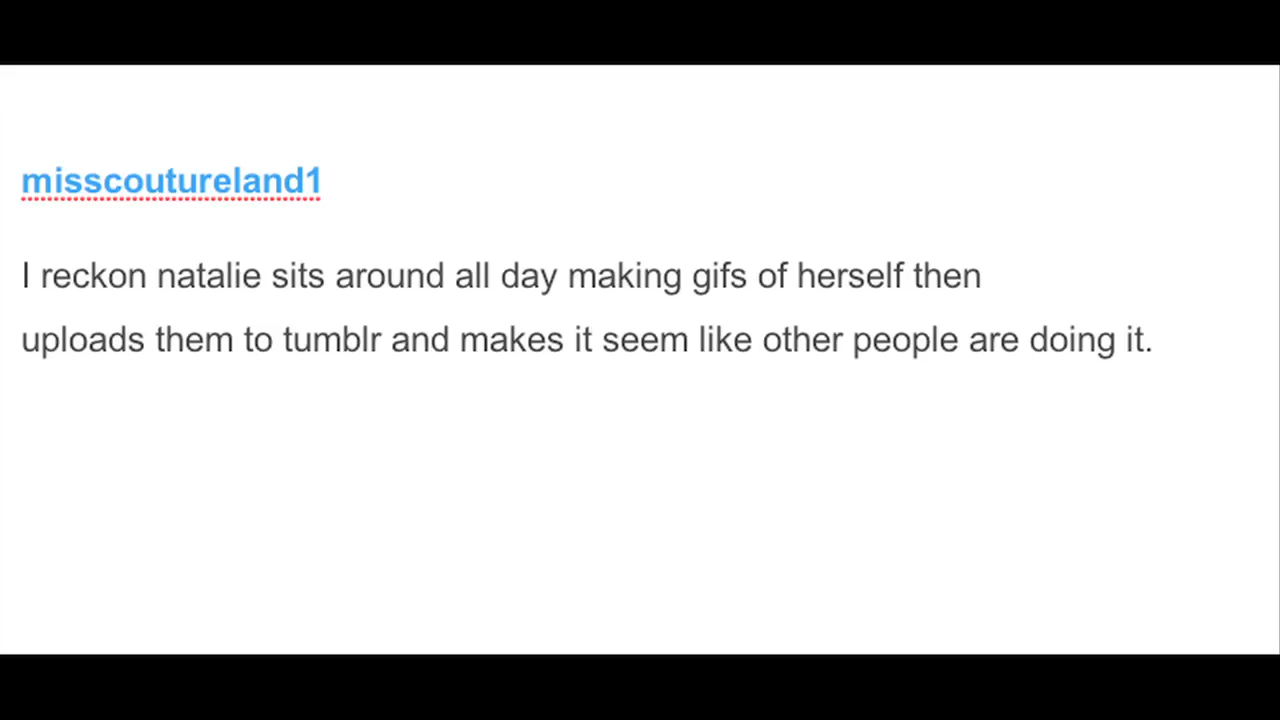 misscoutureland1
I reckon natalie sits around all day making gifs of herself then
uploads them to tumblr and makes it seem like other people are doing it.